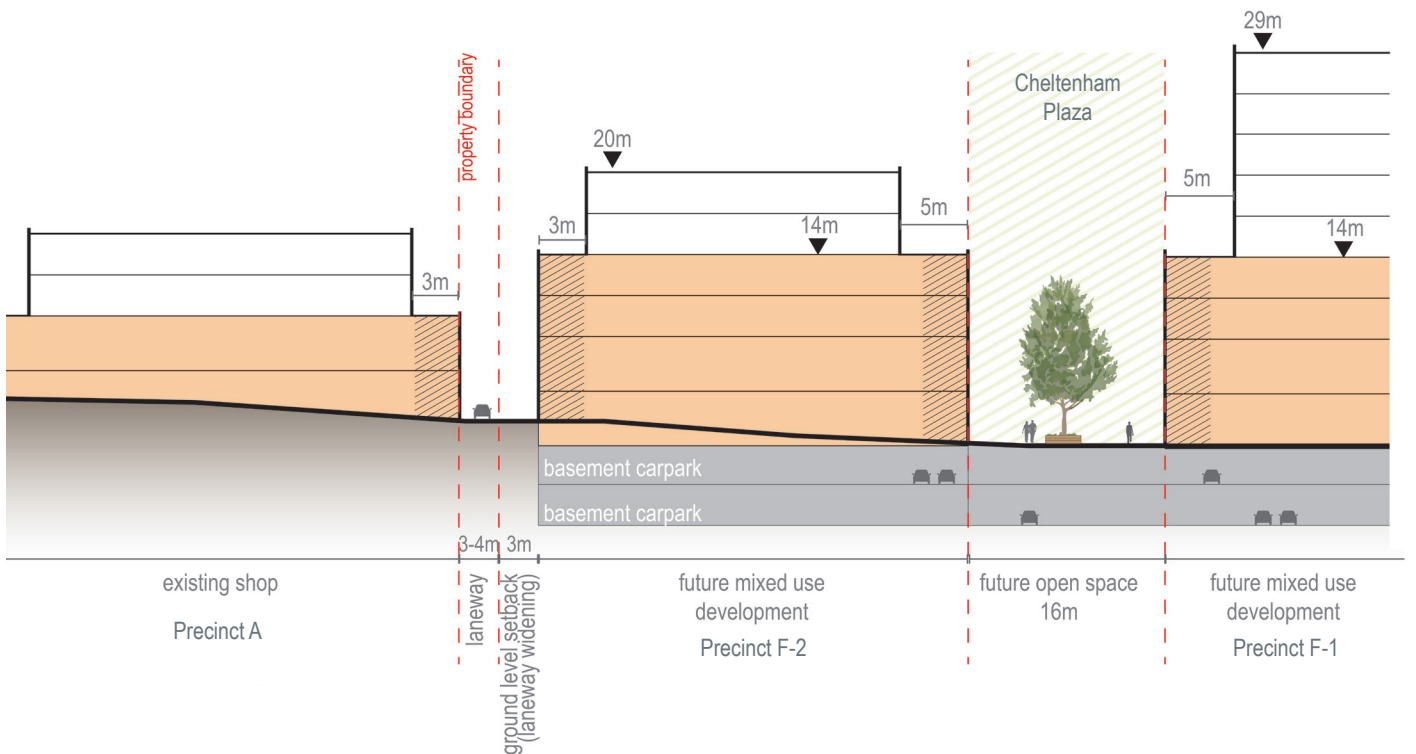 29m
property boundary
Cheltenham
Plaza
20m
5m
5m
3m
14m
14m
3m
basement carpark
basement carpark
3-4m
3m
existing shop
Precinct A
laneway
ground level setback
(laneway widening)
future mixed use
development
Precinct F-2
future open space
16m
future mixed use
development
Precinct F-1